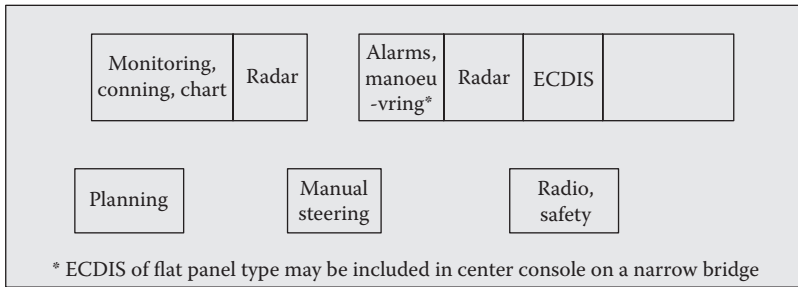 Monitoring,
conning, chart
Radar
Alarms,
manoeu
-vring*
Radar
ECDIS
Planning
Manual
steering
Radio,
safety
* ECDIS of flat panel type may be included in center console on a narrow bridge